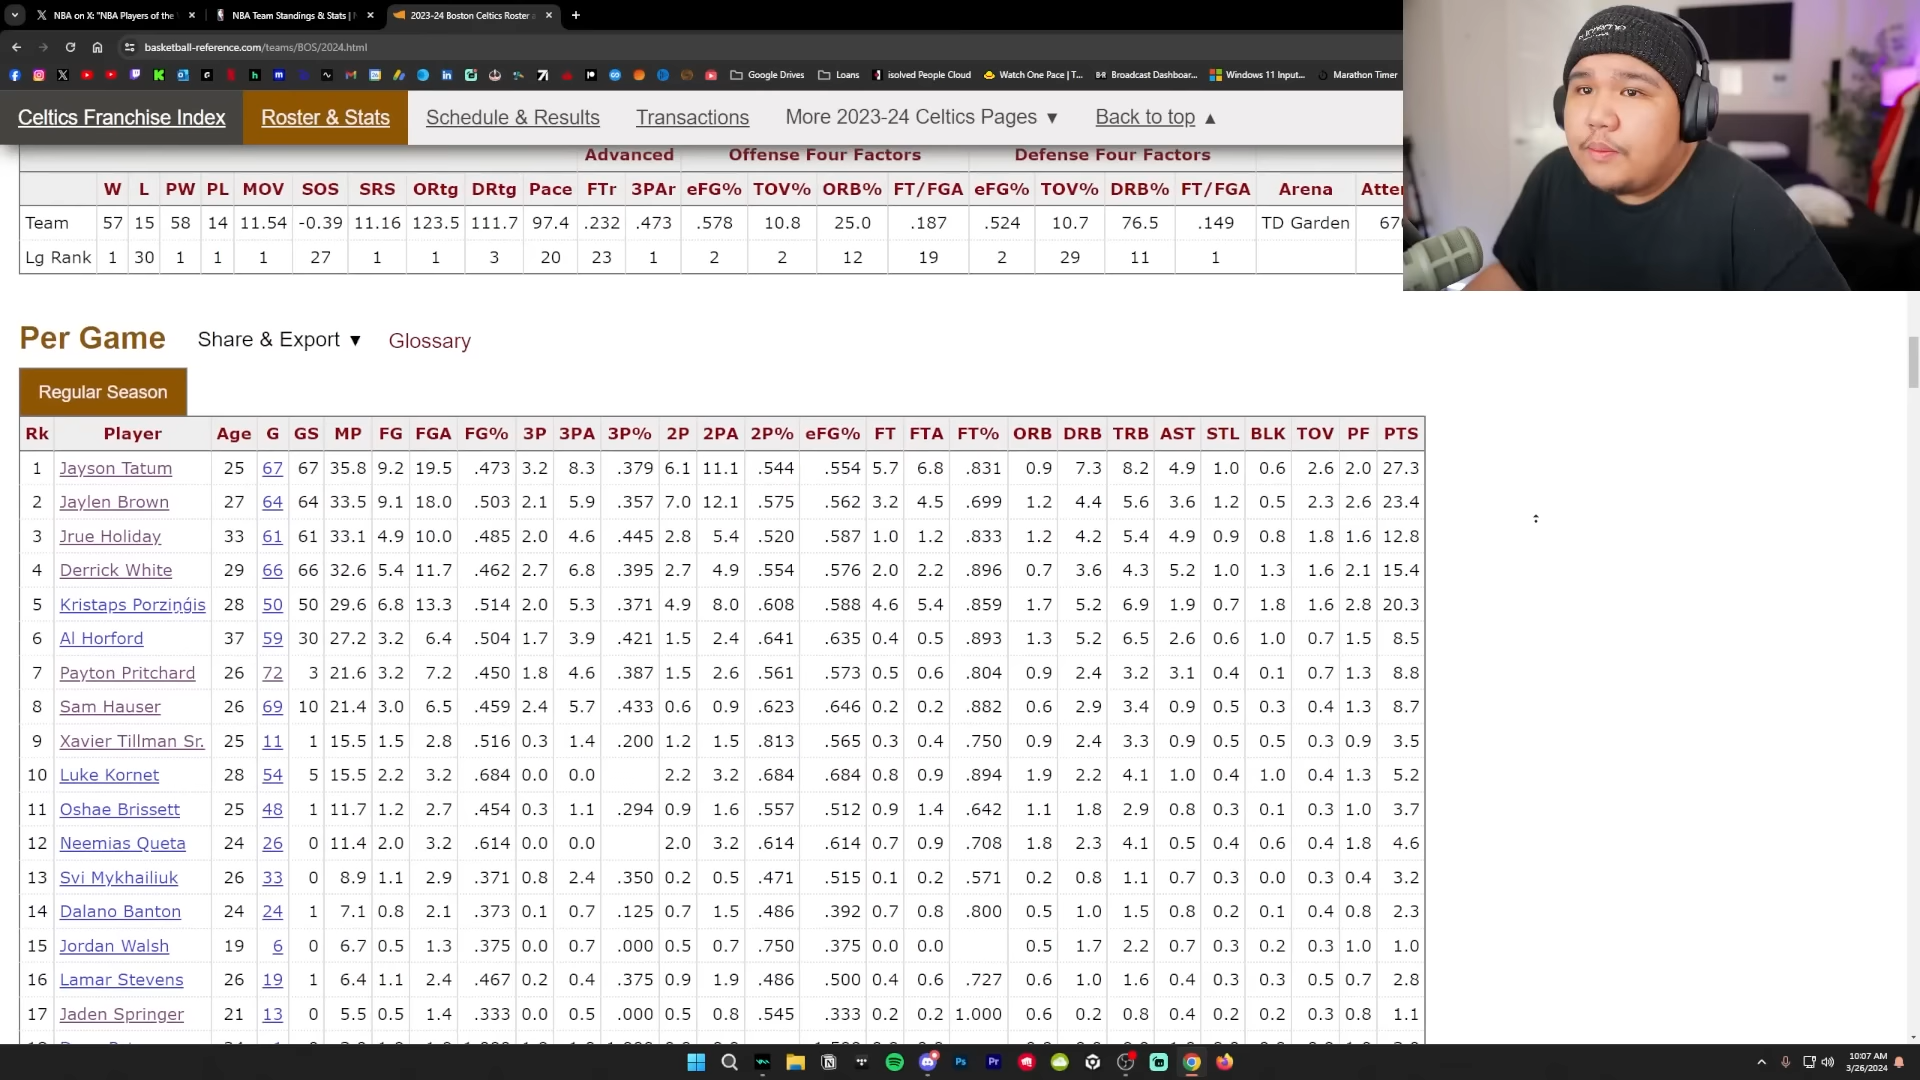 NBA on X: "NBA Players of the
NBA Team Standings & Stats |
2023-24 Boston Celtics Roster
basketball-reference.com/teams/BOS/2024.html
Google Drives Loans isolved People Cloud Watch One Pace | T... Broadcast Dashboar... Windows 11 Input... Marathon Timer
Celtics Franchise Index Roster & Stats Schedule & Results Transactions More 2023-24 Celtics Pages ▼ Back to top ▲
Advanced Offense Four Factors Defense Four Factors
W L PW PL MOV SOS SRS ORtg DRtg Pace FTr 3PAr eFG% TOV% ORB% FT/FGA eFG% TOV% DRB% FT/FGA Arena Atte
Team 57 15 58 14 11.54 -0.39 11.16 123.5 111.7 97.4 .232 .473 .578 10.8 25.0 .187 .524 10.7 76.5 .149 TD Garden 67
Lg Rank 1 30 1 1 1 27 1 1 3 20 23 1 2 2 12 19 2 29 11 1
Per Game Share & Export ▼ Glossary
Regular Season
Rk Player Age G GS MP FG FGA FG% 3P 3PA 3P% 2P 2PA 2P% eFG% FT FTA FT% ORB DRB TRB AST STL BLK TOV PF PTS
1 Jayson Tatum 25 67 67 35.8 9.2 19.5 .473 3.2 8.3 .379 6.1 11.1 .544 .554 5.7 6.8 .831 0.9 7.3 8.2 4.9 1.0 0.6 2.6 2.0 27.3
2 Jaylen Brown 27 64 64 33.5 9.1 18.0 .503 2.1 5.9 .357 7.0 12.1 .575 .562 3.2 4.5 .699 1.2 4.4 5.6 3.6 1.2 0.5 2.3 2.6 23.4
3 Jrue Holiday 33 61 61 33.1 4.9 10.0 .485 2.0 4.6 .445 2.8 5.4 .520 .587 1.0 1.2 .833 1.2 4.2 5.4 4.9 0.9 0.8 1.8 1.6 12.8
4 Derrick White 29 66 66 32.6 5.4 11.7 .462 2.7 6.8 .395 2.7 4.9 .554 .576 2.0 2.2 .896 0.7 3.6 4.3 5.2 1.0 1.3 1.6 2.1 15.4
5 Kristaps Porziņģis 28 50 50 29.6 6.8 13.3 .514 2.0 5.3 .371 4.9 8.0 .608 .588 4.6 5.4 .859 1.7 5.2 6.9 1.9 0.7 1.8 1.6 2.8 20.3
6 Al Horford 37 59 30 27.2 3.2 6.4 .504 1.7 3.9 .421 1.5 2.4 .641 .635 0.4 0.5 .893 1.3 5.2 6.5 2.6 0.6 1.0 0.7 1.5 8.5
7 Payton Pritchard 26 72 3 21.6 3.2 7.2 .450 1.8 4.6 .387 1.5 2.6 .561 .573 0.5 0.6 .804 0.9 2.4 3.2 3.1 0.4 0.1 0.7 1.3 8.8
8 Sam Hauser 26 69 10 21.4 3.0 6.5 .459 2.4 5.7 .433 0.6 0.9 .623 .646 0.2 0.2 .882 0.6 2.9 3.4 0.9 0.5 0.3 0.4 1.3 8.7
9 Xavier Tillman Sr. 25 11 1 15.5 1.5 2.8 .516 0.3 1.4 .200 1.2 1.5 .813 .565 0.3 0.4 .750 0.9 2.4 3.3 0.9 0.5 0.5 0.3 0.9 3.5
10 Luke Kornet 28 54 5 15.5 2.2 3.2 .684 0.0 0.0 2.2 3.2 .684 .684 0.8 0.9 .894 1.9 2.2 4.1 1.0 0.4 1.0 0.4 1.3 5.2
11 Oshae Brissett 25 48 1 11.7 1.2 2.7 .454 0.3 1.1 .294 0.9 1.6 .557 .512 0.9 1.4 .642 1.1 1.8 2.9 0.8 0.3 0.1 0.3 1.0 3.7
12 Neemias Queta 24 26 0 11.4 2.0 3.2 .614 0.0 0.0 2.0 3.2 .614 .614 0.7 0.9 .708 1.8 2.3 4.1 0.5 0.4 0.6 0.4 1.8 4.6
13 Svi Mykhailiuk 26 33 0 8.9 1.1 2.9 .371 0.8 2.4 .350 0.2 0.5 .471 .515 0.1 0.2 .571 0.2 0.8 1.1 0.7 0.3 0.0 0.3 0.4 3.2
14 Dalano Banton 24 24 1 7.1 0.8 2.1 .373 0.1 0.7 .125 0.7 1.5 .486 .392 0.7 0.8 .800 0.5 1.0 1.5 0.8 0.2 0.1 0.4 0.8 2.3
15 Jordan Walsh 19 6 0 6.7 0.5 1.3 .375 0.0 0.7 .000 0.5 0.7 .750 .375 0.0 0.0 0.5 1.7 2.2 0.7 0.3 0.2 0.3 1.0 1.0
16 Lamar Stevens 26 19 1 6.4 1.1 2.4 .467 0.2 0.4 .375 0.9 1.9 .486 .500 0.4 0.6 .727 0.6 1.0 1.6 0.4 0.3 0.3 0.5 0.7 2.8
17 Jaden Springer 21 13 0 5.5 0.5 1.4 .333 0.0 0.5 .000 0.5 0.8 .545 .333 0.2 0.2 1.000 0.6 0.2 0.8 0.4 0.2 0.2 0.3 0.8 1.1
10:07 AM
3/26/2024